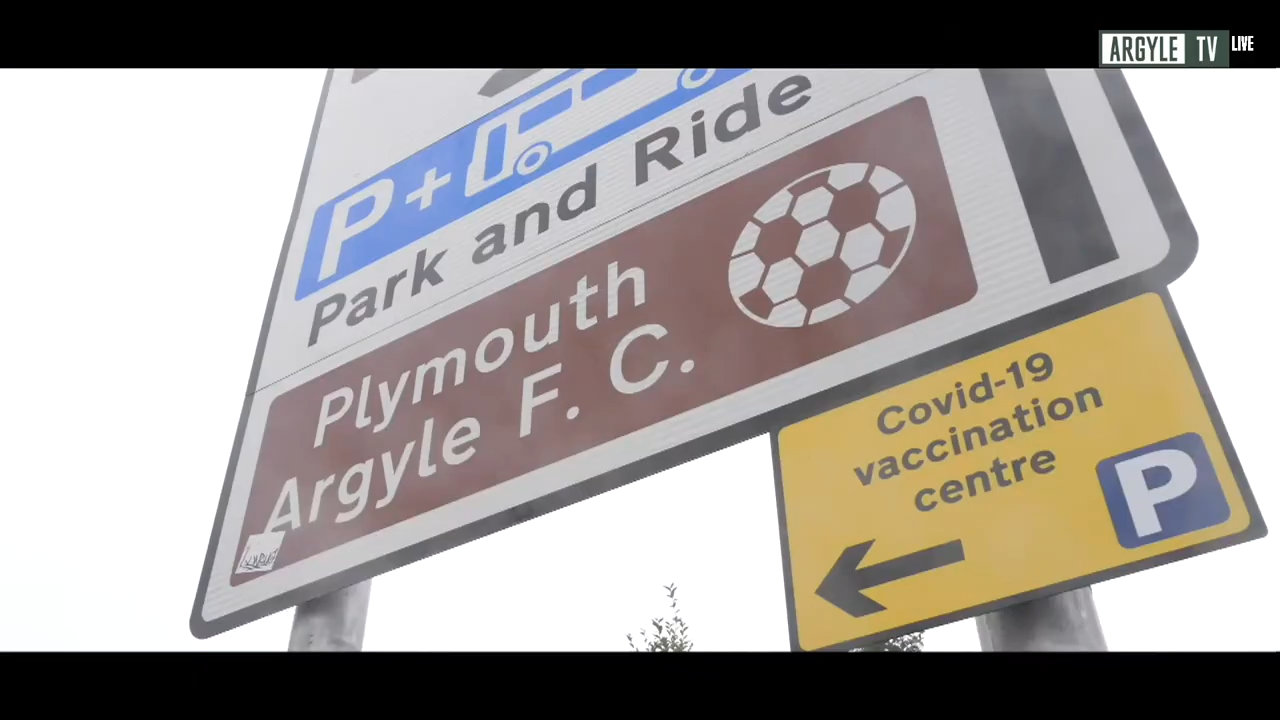 ARGYLE TV LIVE
P+
Park and Ride
Plymouth
Argyle F. C.
Covid-19
vaccination
centre
P